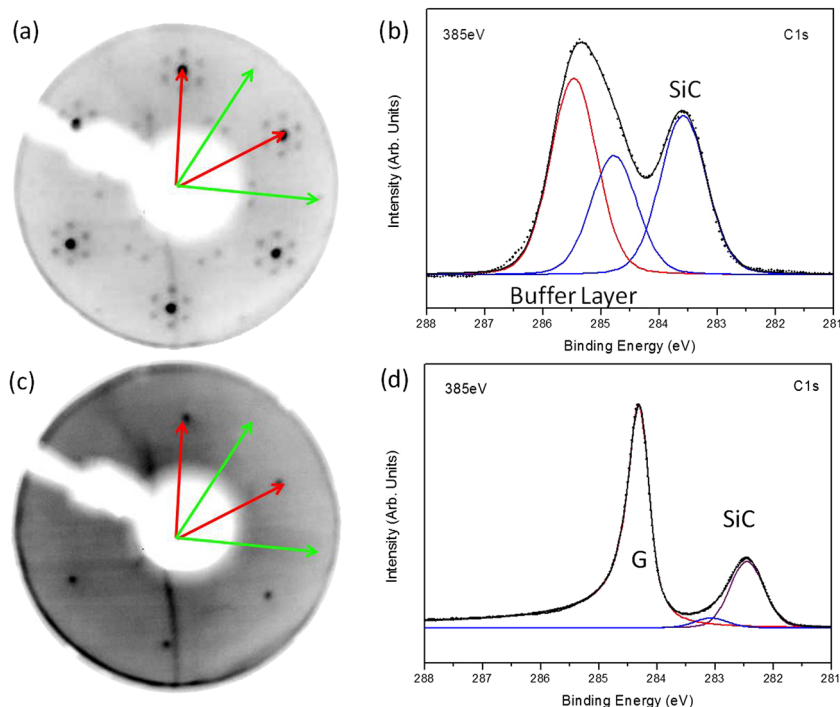 (a)
(b)
385eV
C1s
SiC
Buffer Layer
Intensity (Arb. Units)
288 287 286 285 284 283 282 281
Binding Energy (eV)
(c)
(d)
385eV
C1s
SiC
G
Intensity (Arb. Units)
288 287 286 285 284 283 282 281
Binding Energy (eV)